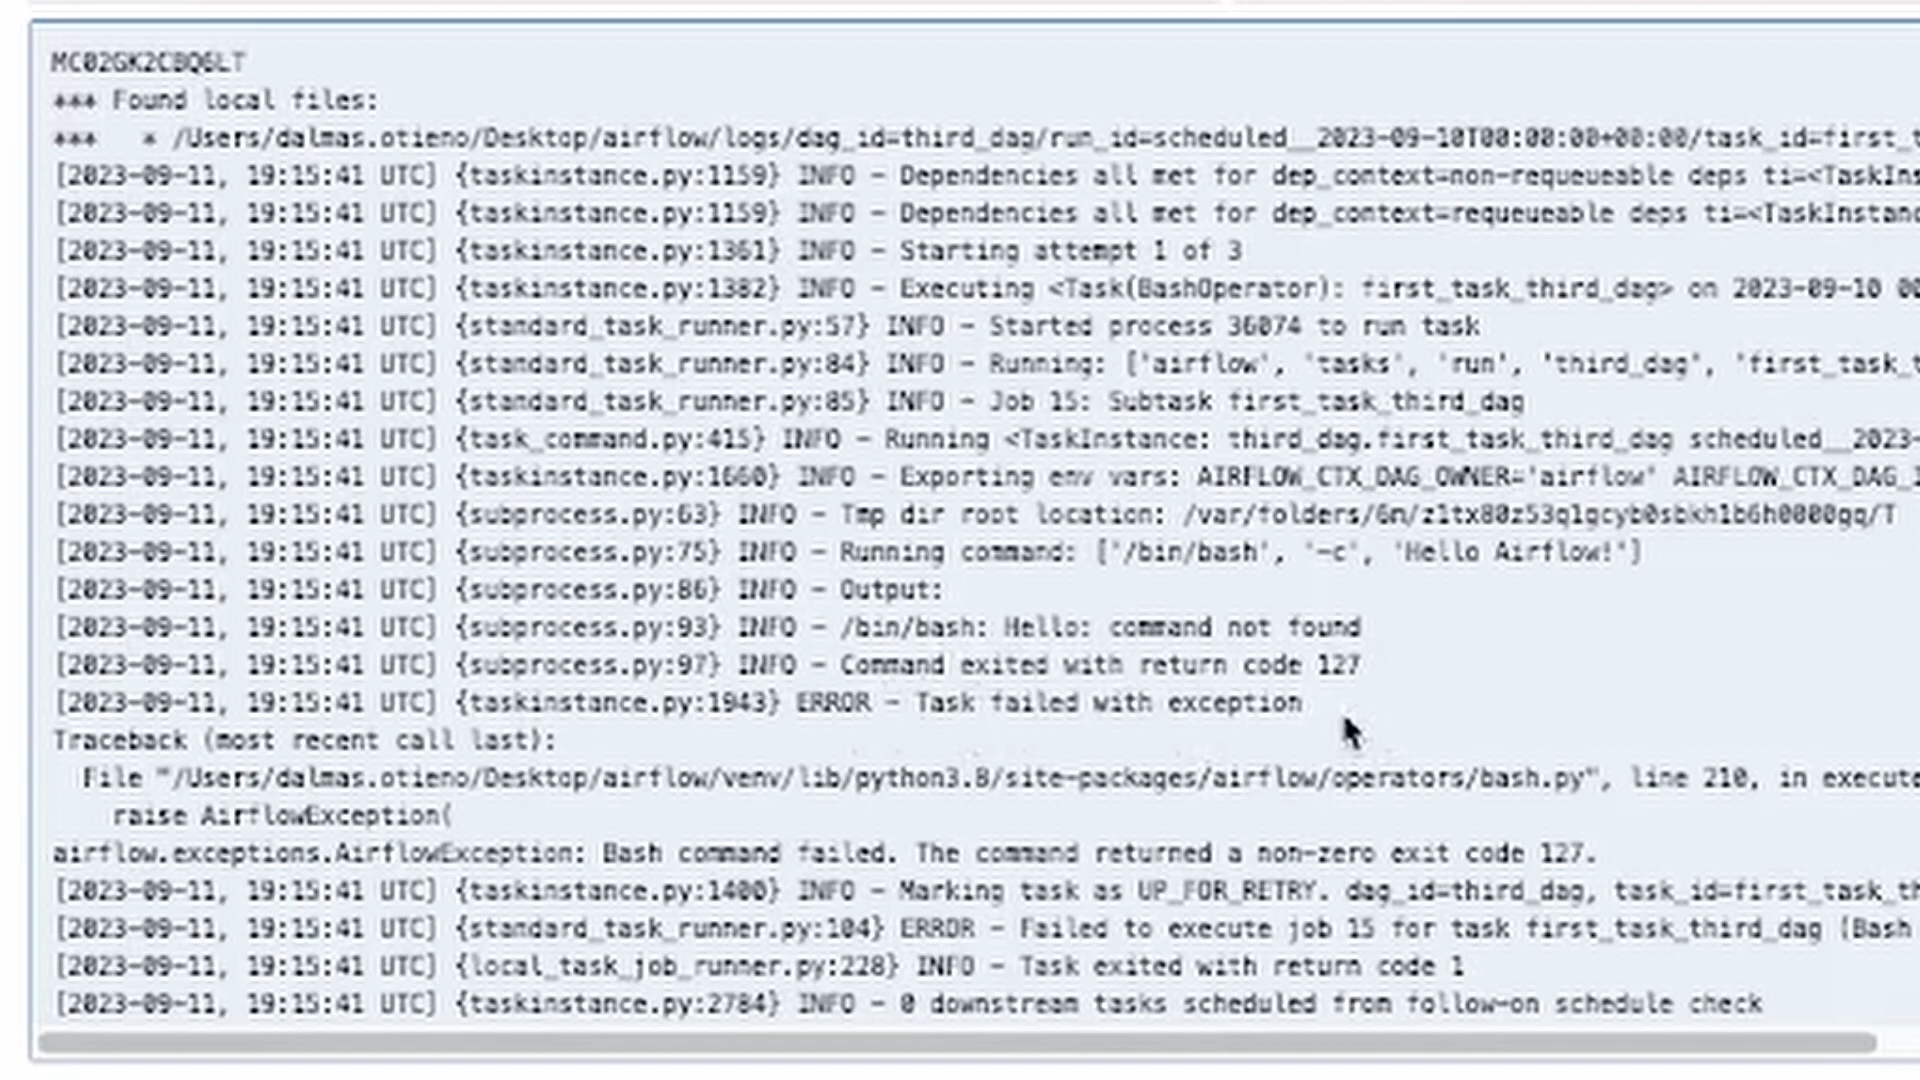 MC02GK2CBQ6LT
*** Found local files:
***   * /Users/dalmas.otieno/Desktop/airflow/logs/dag_id=third_dag/run_id=scheduled__2023-09-10T00:00:00+00:00/task_id=first_t
[2023-09-11, 19:15:41 UTC] {taskinstance.py:1159} INFO - Dependencies all met for dep_context=non-requeueable deps ti=<TaskIns
[2023-09-11, 19:15:41 UTC] {taskinstance.py:1159} INFO - Dependencies all met for dep_context=requeueable deps ti=<TaskInstanc
[2023-09-11, 19:15:41 UTC] {taskinstance.py:1361} INFO - Starting attempt 1 of 3
[2023-09-11, 19:15:41 UTC] {taskinstance.py:1382} INFO - Executing <Task(BashOperator): first_task_third_dag> on 2023-09-10 00
[2023-09-11, 19:15:41 UTC] {standard_task_runner.py:57} INFO - Started process 36074 to run task
[2023-09-11, 19:15:41 UTC] {standard_task_runner.py:84} INFO - Running: ['airflow', 'tasks', 'run', 'third_dag', 'first_task_t
[2023-09-11, 19:15:41 UTC] {standard_task_runner.py:85} INFO - Job 15: Subtask first_task_third_dag
[2023-09-11, 19:15:41 UTC] {task_command.py:415} INFO - Running <TaskInstance: third_dag.first_task_third_dag scheduled__2023-
[2023-09-11, 19:15:41 UTC] {taskinstance.py:1660} INFO - Exporting env vars: AIRFLOW_CTX_DAG_OWNER='airflow' AIRFLOW_CTX_DAG_I
[2023-09-11, 19:15:41 UTC] {subprocess.py:63} INFO - Tmp dir root location: /var/folders/6m/z1tx80z53q1gcyb0sbkh1b6h0000gq/T
[2023-09-11, 19:15:41 UTC] {subprocess.py:75} INFO - Running command: ['/bin/bash', '-c', 'Hello Airflow!']
[2023-09-11, 19:15:41 UTC] {subprocess.py:86} INFO - Output:
[2023-09-11, 19:15:41 UTC] {subprocess.py:93} INFO - /bin/bash: Hello: command not found
[2023-09-11, 19:15:41 UTC] {subprocess.py:97} INFO - Command exited with return code 127
[2023-09-11, 19:15:41 UTC] {taskinstance.py:1943} ERROR - Task failed with exception
Traceback (most recent call last):
  File "/Users/dalmas.otieno/Desktop/airflow/venv/lib/python3.8/site-packages/airflow/operators/bash.py", line 210, in execute
    raise AirflowException(
airflow.exceptions.AirflowException: Bash command failed. The command returned a non-zero exit code 127.
[2023-09-11, 19:15:41 UTC] {taskinstance.py:1400} INFO - Marking task as UP_FOR_RETRY. dag_id=third_dag, task_id=first_task_th
[2023-09-11, 19:15:41 UTC] {standard_task_runner.py:104} ERROR - Failed to execute job 15 for task first_task_third_dag (Bash
[2023-09-11, 19:15:41 UTC] {local_task_job_runner.py:228} INFO - Task exited with return code 1
[2023-09-11, 19:15:41 UTC] {taskinstance.py:2784} INFO - 0 downstream tasks scheduled from follow-on schedule check